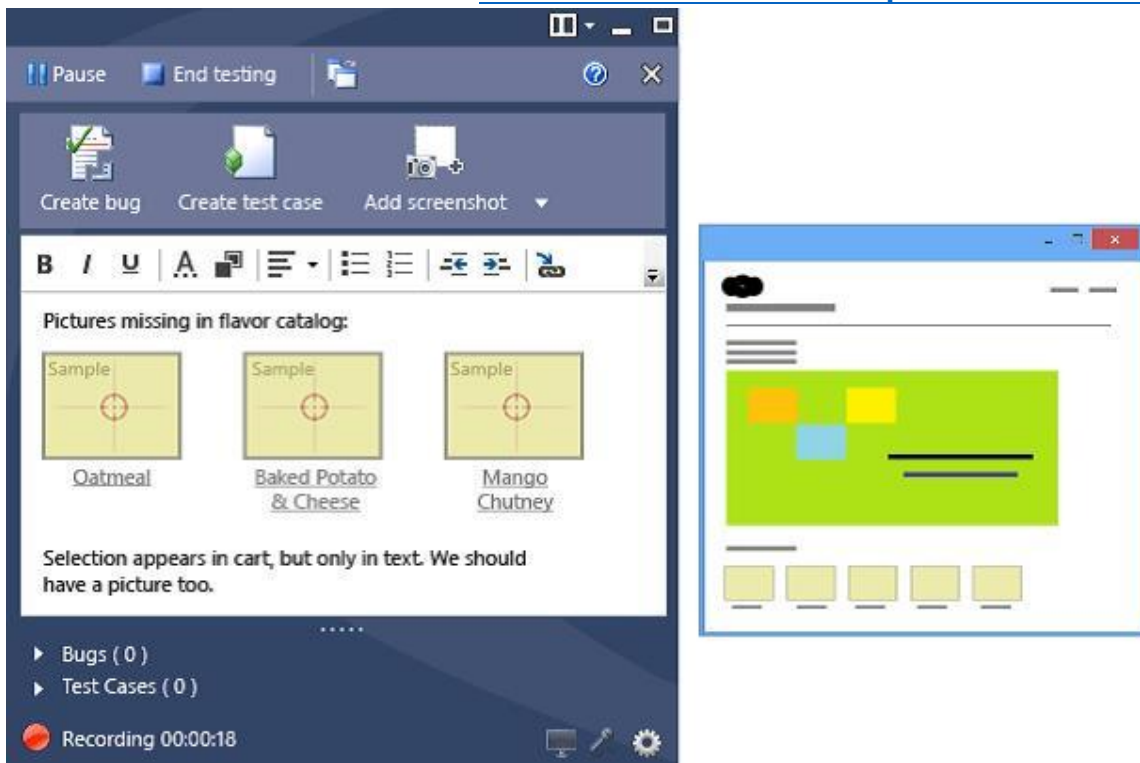 Pause End testing
Create bug Create test case Add screenshot
B I U A
Pictures missing in flavor catalog:
Sample Sample Sample
Oatmeal Baked Potato Mango
& Cheese Chutney
Selection appears in cart, but only in text. We should
have a picture too.
Bugs ( 0 )
Test Cases ( 0 )
Recording 00:00:18